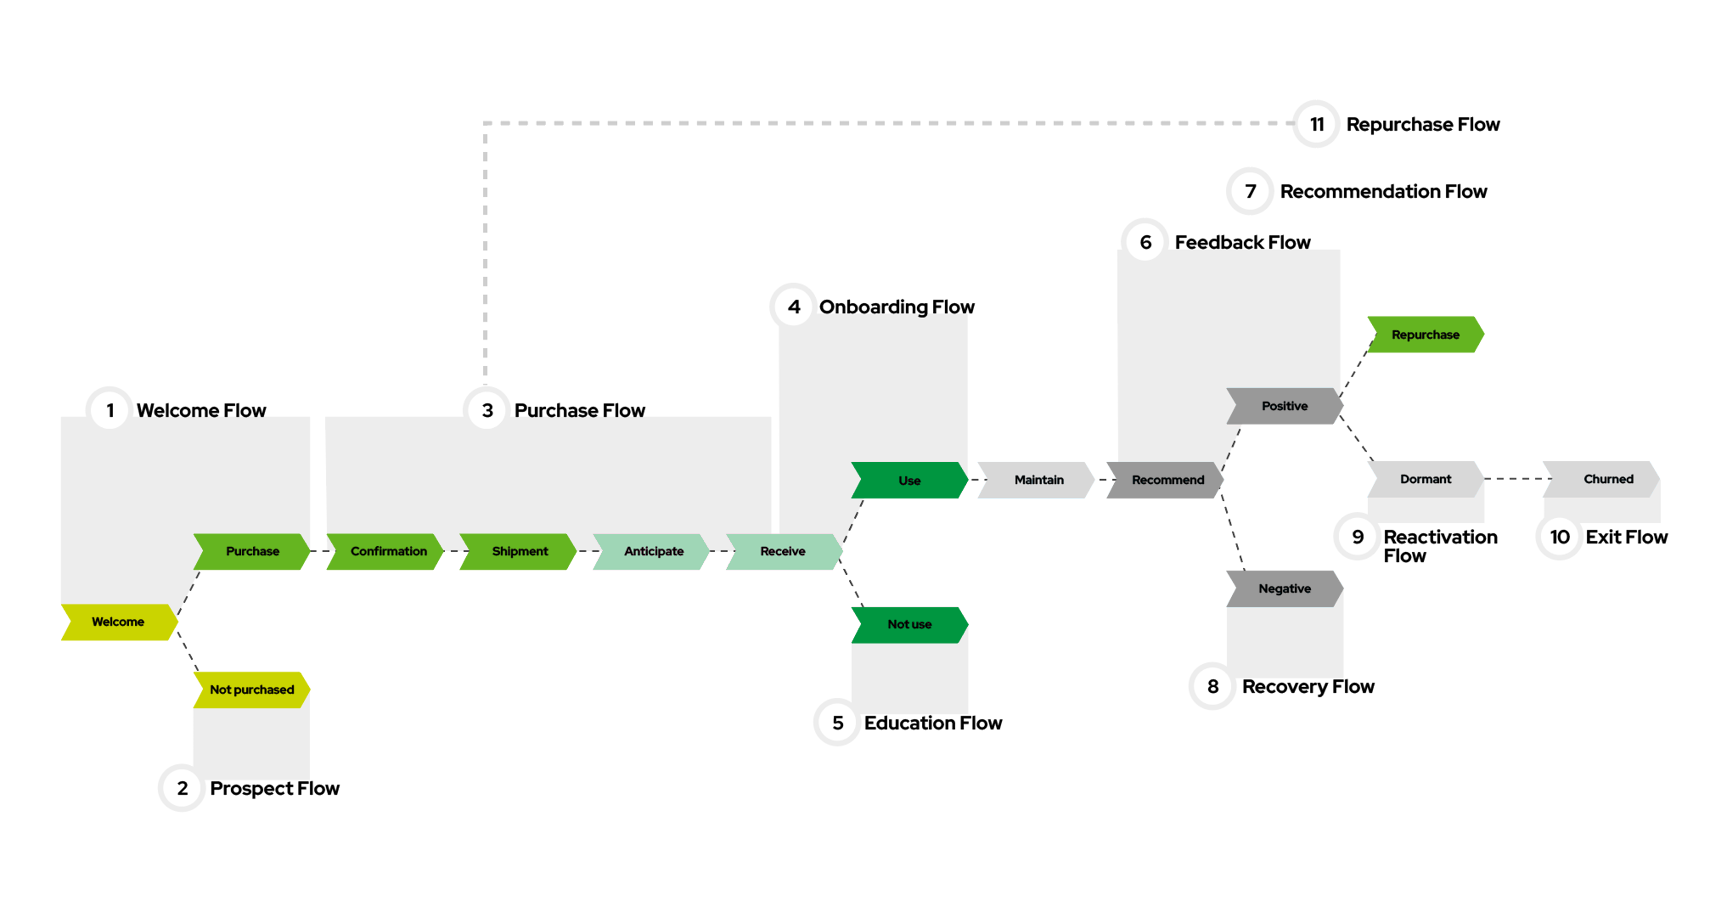 11 Repurchase Flow
7 Recommendation Flow
6 Feedback Flow
4 Onboarding Flow
Repurchase
1 Welcome Flow
3 Purchase Flow
Positive
Use
Maintain
Recommend
Dormant
Churned
9 Reactivation
Flow
10 Exit Flow
Purchase
Confirmation
Shipment
Anticipate
Receive
Negative
Welcome
Not use
Not purchased
8 Recovery Flow
5 Education Flow
2 Prospect Flow